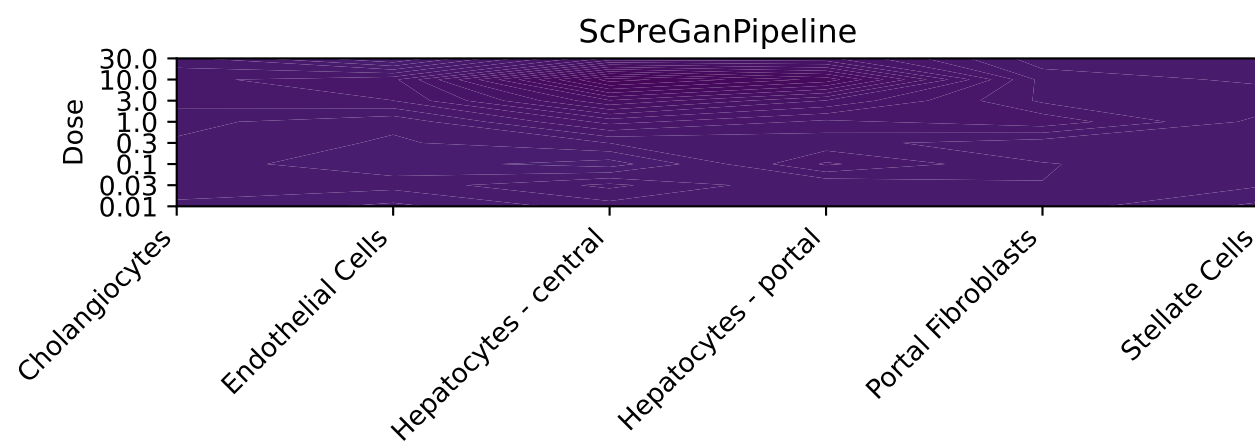 ScPreGanPipeline
Dose
30.0
10.0
3.0
1.0
0.3
0.1
0.03
0.01
Cholangiocytes
Endothelial Cells
Hepatocytes - central
Hepatocytes - portal
Portal Fibroblasts
Stellate Cells